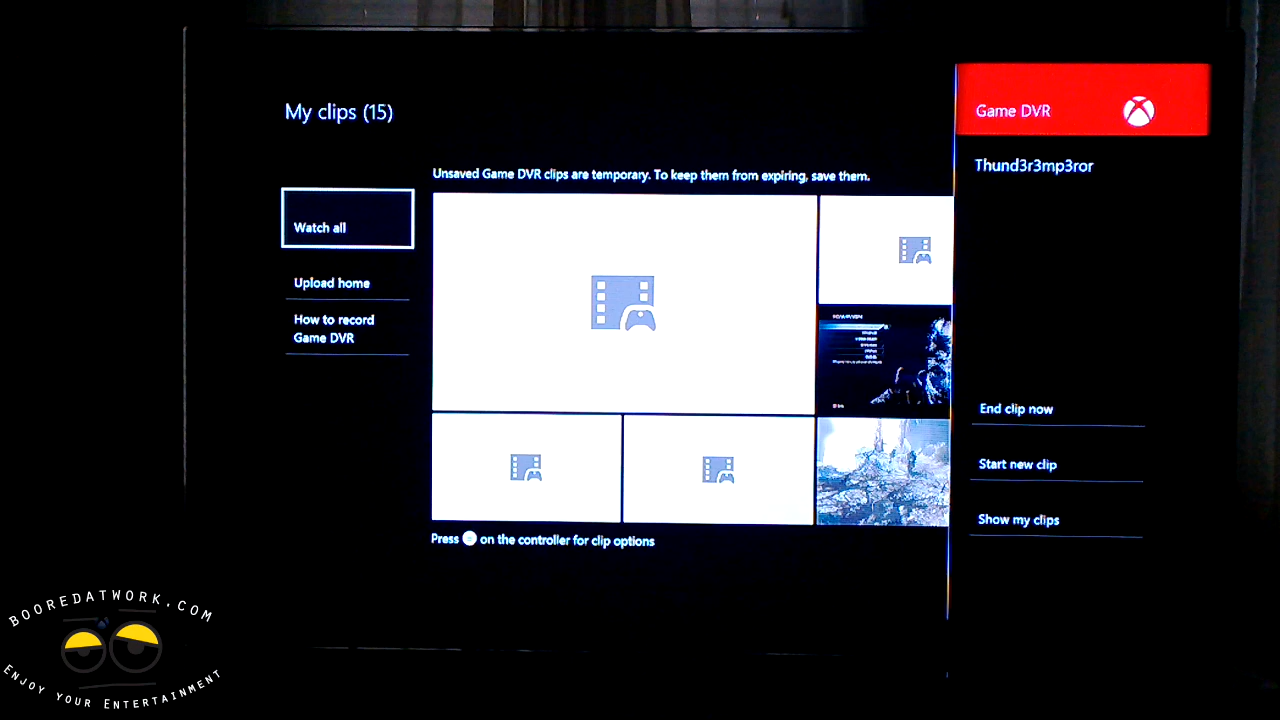 My clips (15)
Unsaved Game DVR clips are temporary. To keep them from expiring, save them.
Watch all
Upload home
How to record
Game DVR
Press on the controller for clip options
Game DVR
Thund3r3mp3ror
End clip now
Start new clip
Show my clips
BOOREDATWORK.COM
ENJOY YOUR ENTERTAINMENT